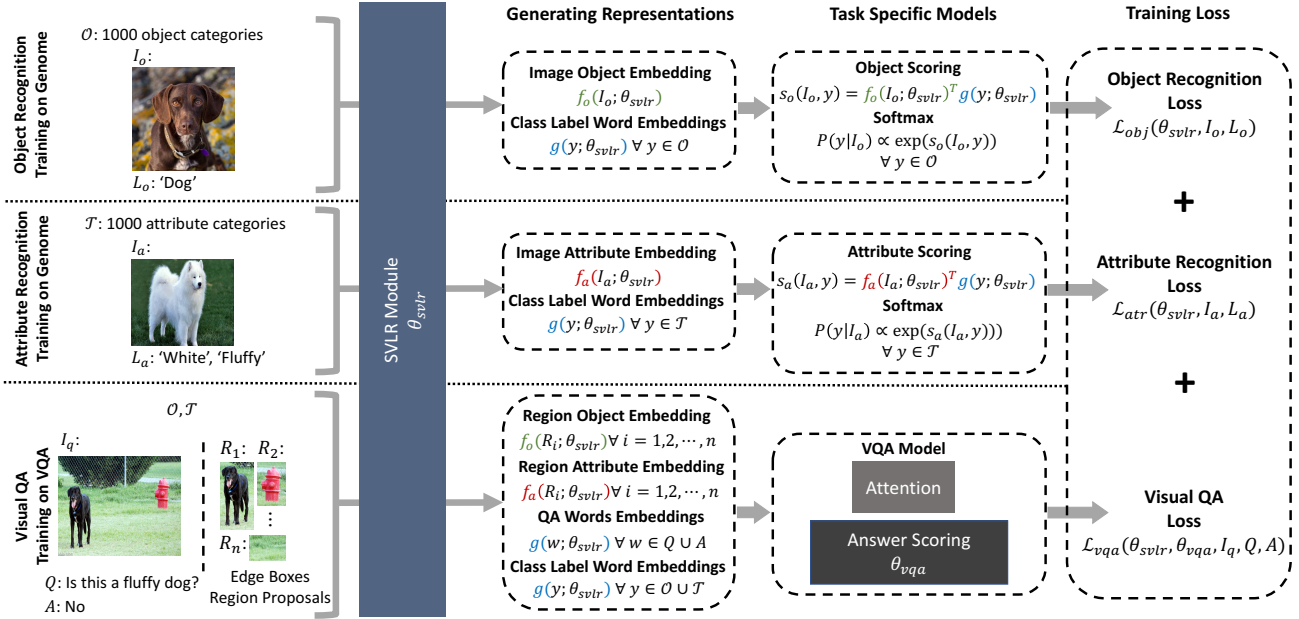 Generating Representations
Task Specific Models
Training Loss
Object Recognition
Training on Genome
𝒪: 1000 object categories
I_o:
L_o: 'Dog'
Image Object Embedding
f_o(I_o; θ_svlr)
Class Label Word Embeddings
g(y; θ_svlr) ∀ y ∈ 𝒪
Object Scoring
s_o(I_o, y) = f_o(I_o; θ_svlr)^T g(y; θ_svlr)
Softmax
P(y|I_o) ∝ exp(s_o(I_o, y))
∀ y ∈ 𝒪
Object Recognition
Loss
ℒ_obj(θ_svlr, I_o, L_o)
+
Attribute Recognition
Training on Genome
𝒯: 1000 attribute categories
I_a:
L_a: 'White', 'Fluffy'
SVLR Module
θ_svlr
Image Attribute Embedding
f_a(I_a; θ_svlr)
Class Label Word Embeddings
g(y; θ_svlr) ∀ y ∈ 𝒯
Attribute Scoring
s_a(I_a, y) = f_a(I_a; θ_svlr)^T g(y; θ_svlr)
Softmax
P(y|I_a) ∝ exp(s_a(I_a, y)))
∀ y ∈ 𝒯
Attribute Recognition
Loss
ℒ_atr(θ_svlr, I_a, L_a)
+
Visual QA
Training on VQA
𝒪, 𝒯
I_q:
R_1: R_2:
⋮
R_n:
Q: Is this a fluffy dog?
A: No
Edge Boxes
Region Proposals
Region Object Embedding
f_o(R_i; θ_svlr)∀ i = 1,2, ⋯ , n
Region Attribute Embedding
f_a(R_i; θ_svlr)∀ i = 1,2, ⋯ , n
QA Words Embeddings
g(w; θ_svlr) ∀ w ∈ Q ∪ A
Class Label Word Embeddings
g(y; θ_svlr) ∀ y ∈ 𝒪 ∪ 𝒯
VQA Model
Attention
Answer Scoring
θ_vqa
Visual QA
Loss
ℒ_vqa(θ_svlr, θ_vqa, I_q, Q, A)